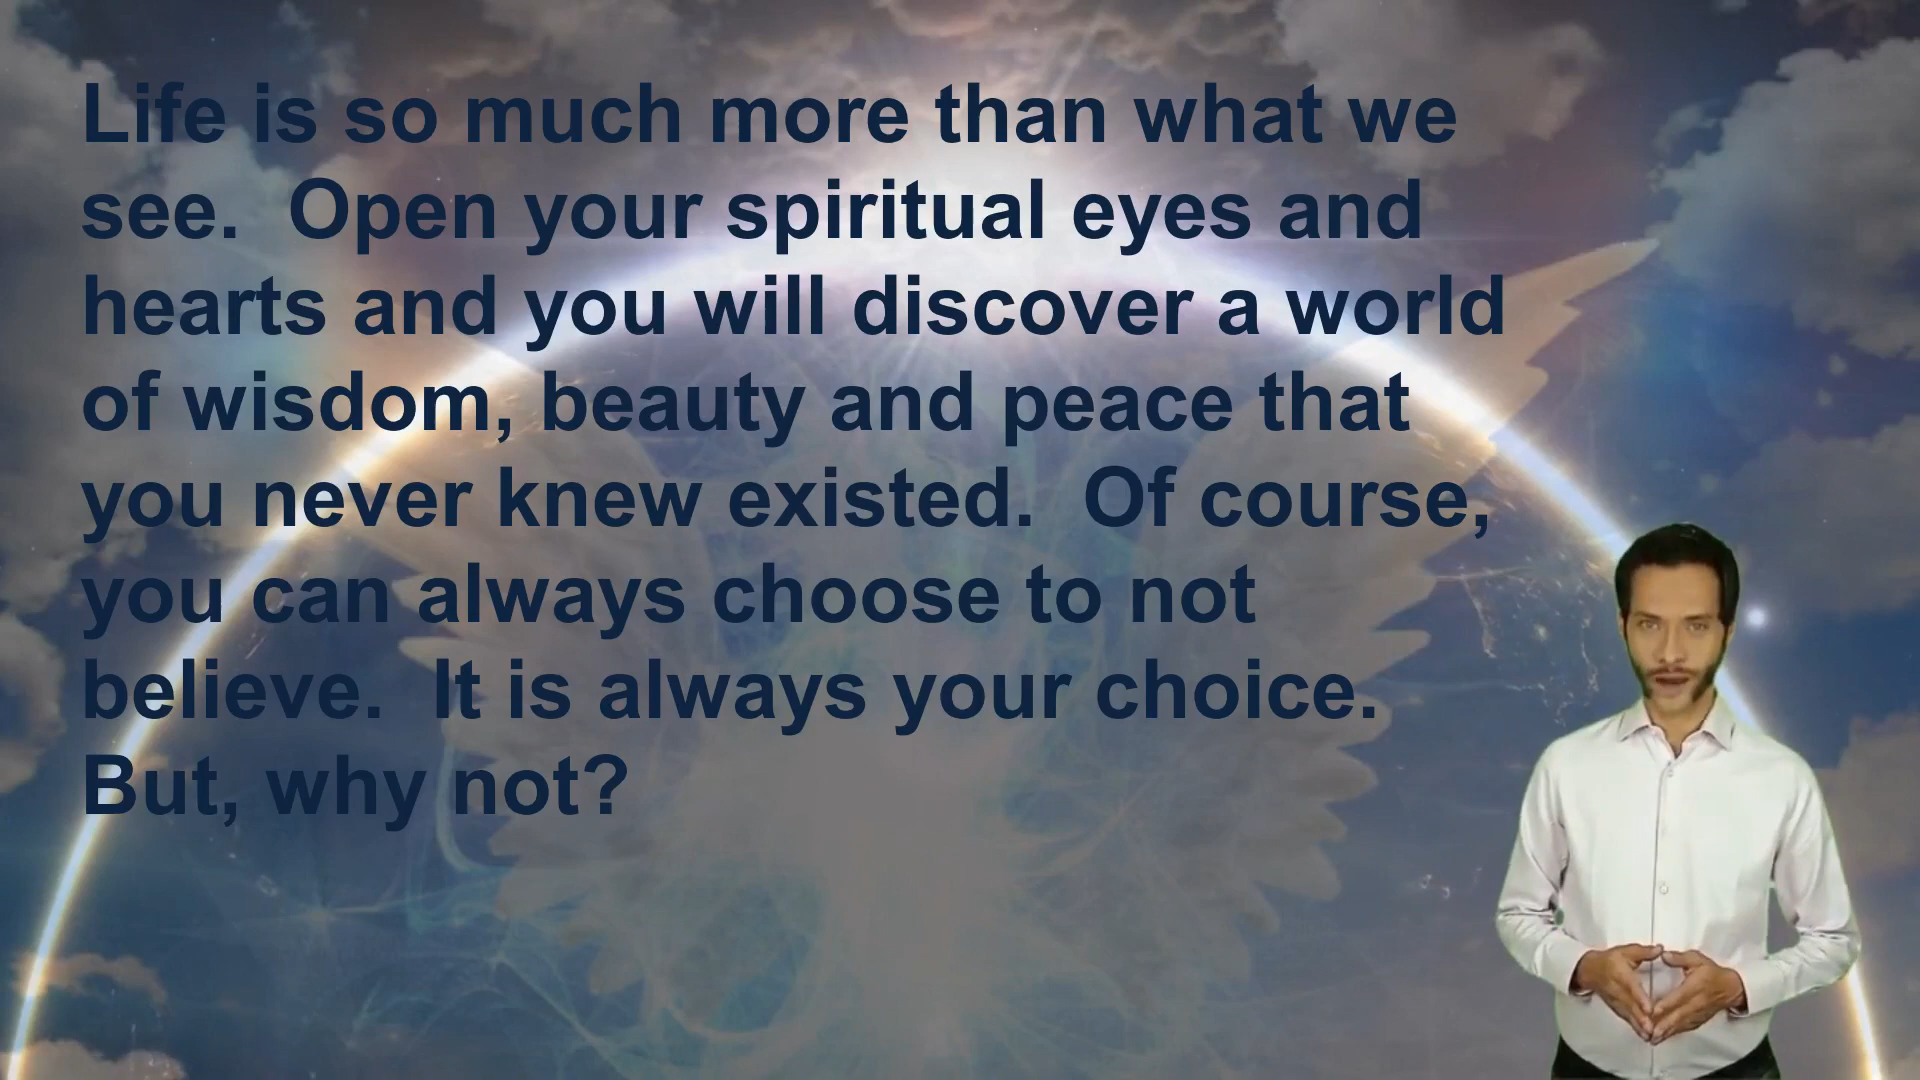 Life is so much more than what we
see.  Open your spiritual eyes and
hearts and you will discover a world
of wisdom, beauty and peace that
you never knew existed.  Of course,
you can always choose to not
believe.  It is always your choice.
But, why not?